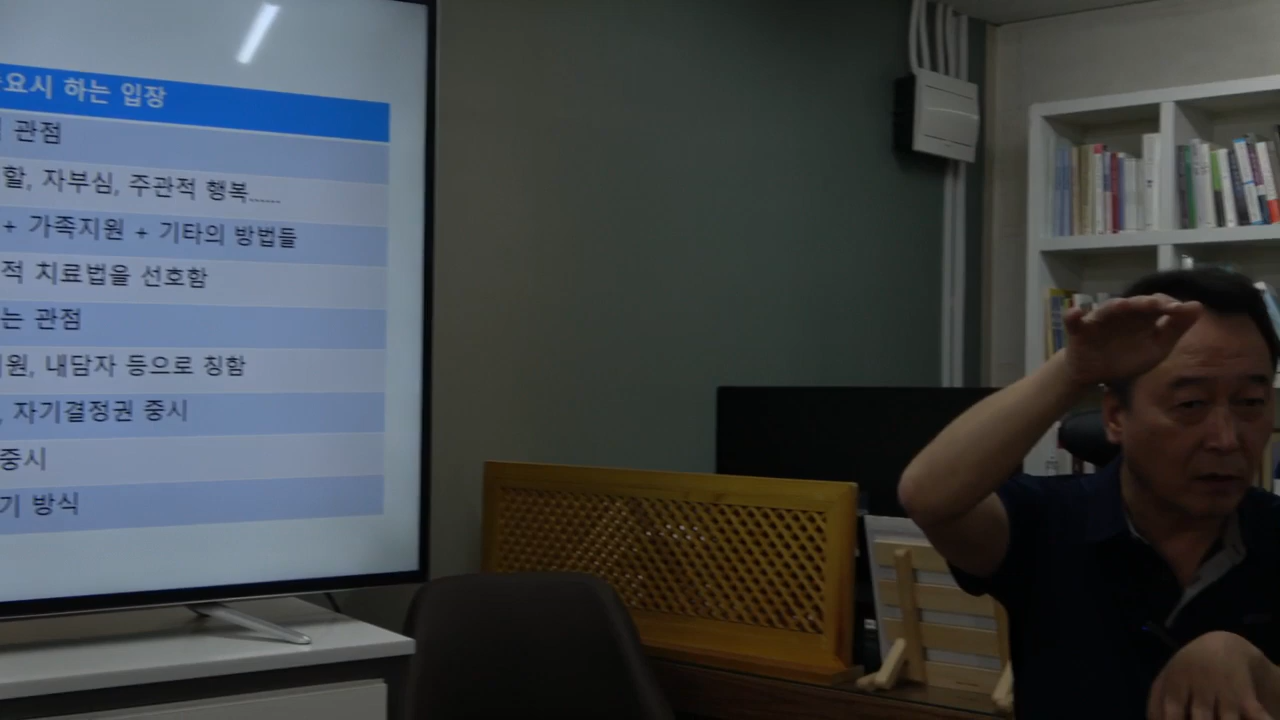 요시 하는 입장
관점
할, 자부심, 주관적 행복......
+ 가족지원 + 기타의 방법들
적 치료법을 선호함
는 관점
원, 내담자 등으로 칭함
, 자기결정권 중시
중시
기 방식